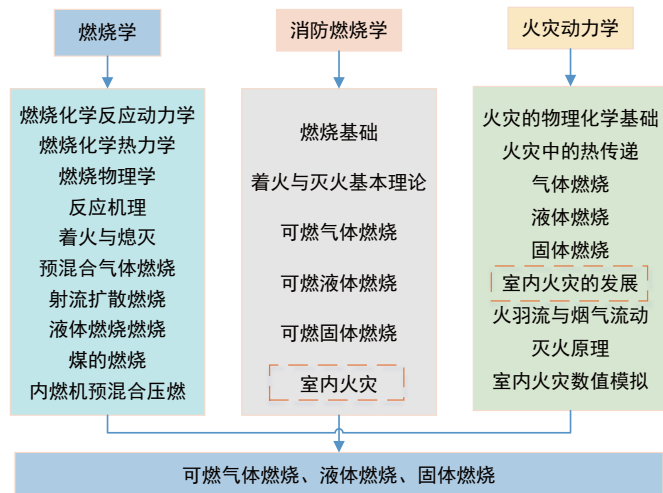 燃烧学
消防燃烧学
火灾动力学
燃烧化学反应动力学
燃烧化学热力学
燃烧物理学
反应机理
着火与熄灭
预混合气体燃烧
射流扩散燃烧
液体燃烧燃烧
煤的燃烧
内燃机预混合压燃
燃烧基础
着火与灭火基本理论
可燃气体燃烧
可燃液体燃烧
可燃固体燃烧
室内火灾
火灾的物理化学基础
火灾中的热传递
气体燃烧
液体燃烧
固体燃烧
室内火灾的发展
火羽流与烟气流动
灭火原理
室内火灾数值模拟
可燃气体燃烧、液体燃烧、固体燃烧